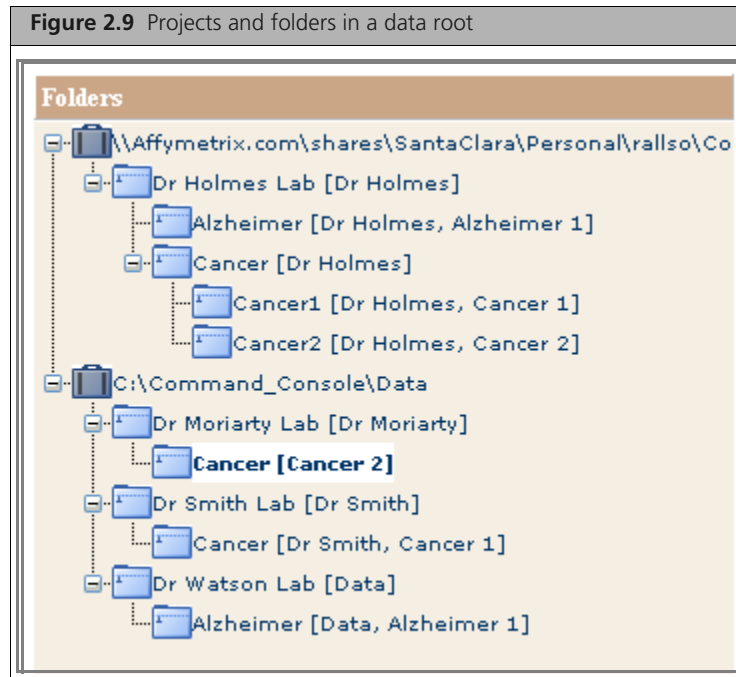 Figure 2.9 Projects and folders in a data root
Folders
\\Affymetrix.com\shares\SantaClara\Personal\rallso\Co
Dr Holmes Lab [Dr Holmes]
Alzheimer [Dr Holmes, Alzheimer 1]
Cancer [Dr Holmes]
Cancer1 [Dr Holmes, Cancer 1]
Cancer2 [Dr Holmes, Cancer 2]
C:\Command_Console\Data
Dr Moriarty Lab [Dr Moriarty]
Cancer [Cancer 2]
Dr Smith Lab [Dr Smith]
Cancer [Dr Smith, Cancer 1]
Dr Watson Lab [Data]
Alzheimer [Data, Alzheimer 1]